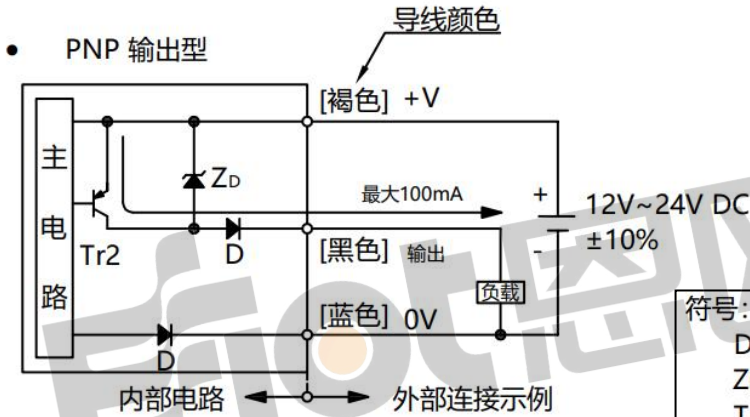 导线颜色
• PNP 输出型
[褐色] +V
主电路
ZD
最大100mA
+
12V~24V DC
-
±10%
Tr2
D
[黑色] 输出
负载
[蓝色] 0V
符号:
D
D
Z
T
内部电路
外部连接示例